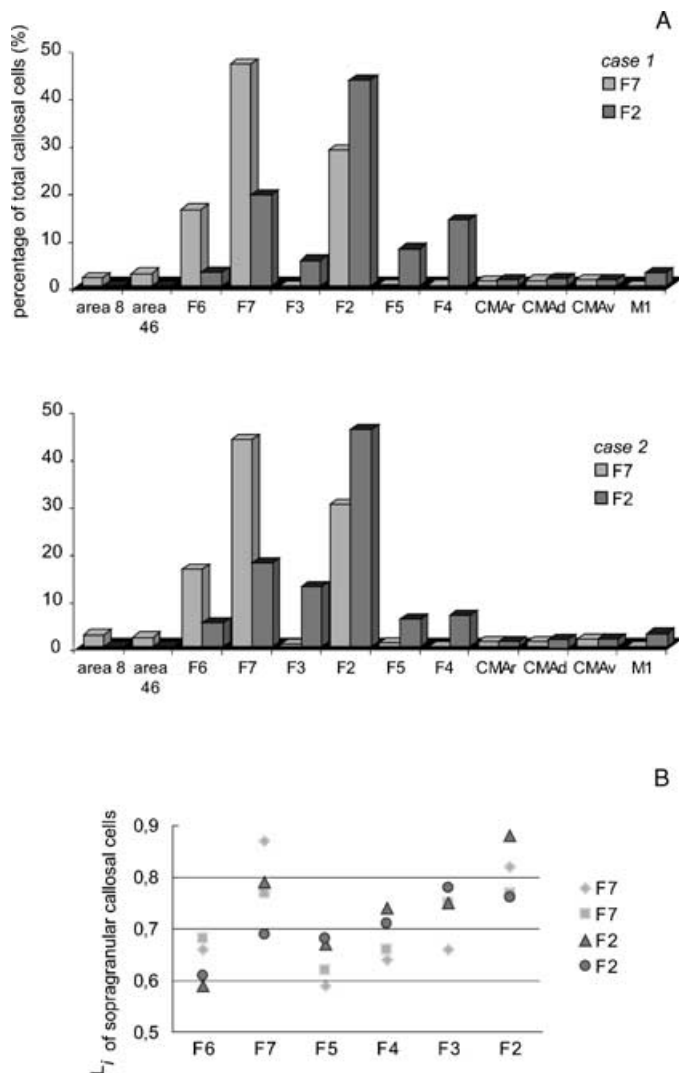 A
percentage of total callosal cells (%)
50
40
30
20
10
0
case 1
F7
F2
area 8 area 46 F6 F7 F3 F2 F5 F4 CMAr CMAd CMAv M1
50
40
30
20
10
0
case 2
F7
F2
area 8 area 46 F6 F7 F3 F2 F5 F4 CMAr CMAd CMAv M1
B
Li of sopragranular callosal cells
0,9
0,8
0,7
0,6
0,5
F6 F7 F5 F4 F3 F2
F7
F7
F2
F2